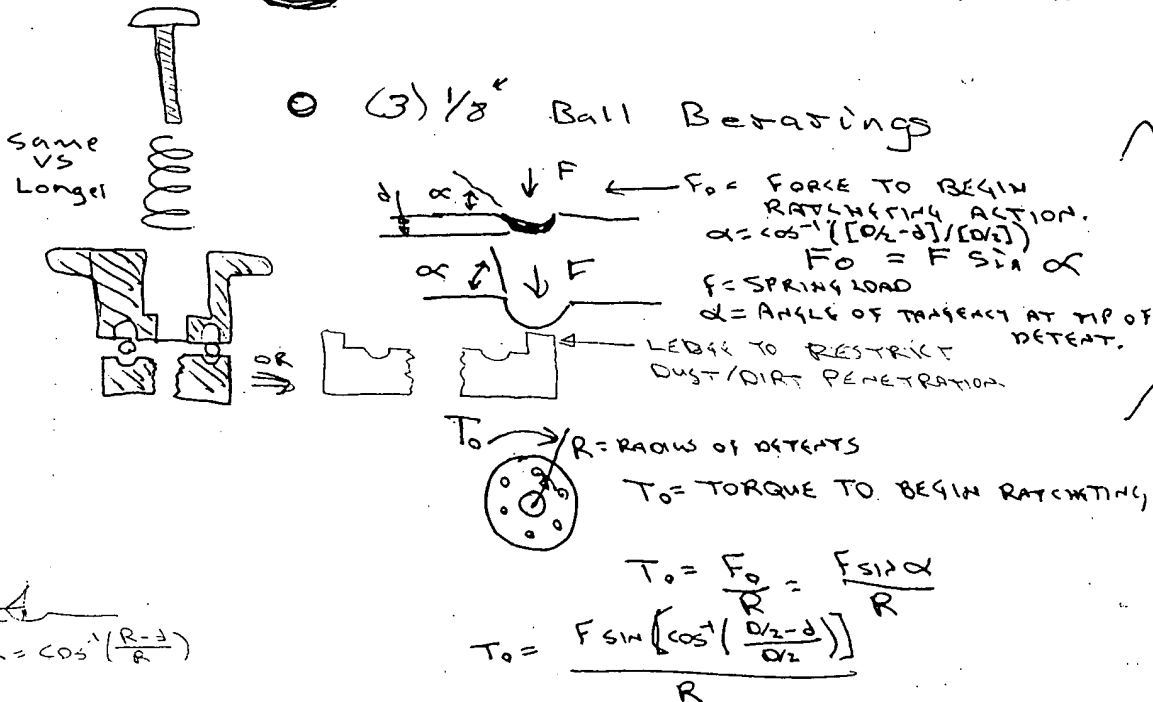 (3) 1/8" Ball Berarings
Same
VS
Longer
d
α
↓ F
← F₀ = FORCE TO BEGIN
RATCHETING ACTION.
α = cos⁻¹([D/2-d]/[D/2])
F₀ = F Sin α
α
F
F = SPRING LOAD
α = ANGLE OF TANGENCY AT TIP OF
DETENT.
LEDGE TO RESTRICT
DUST/DIRT PENETRATION.
OR
T₀
R = RADIUS OF DETENTS
T₀ = TORQUE TO BEGIN RATCHETING
T₀ = F₀/R = F SIN α/R
= COS⁻¹(R-d/R)
T₀ = F SIN[COS⁻¹(D/2-d/D/2)]/R